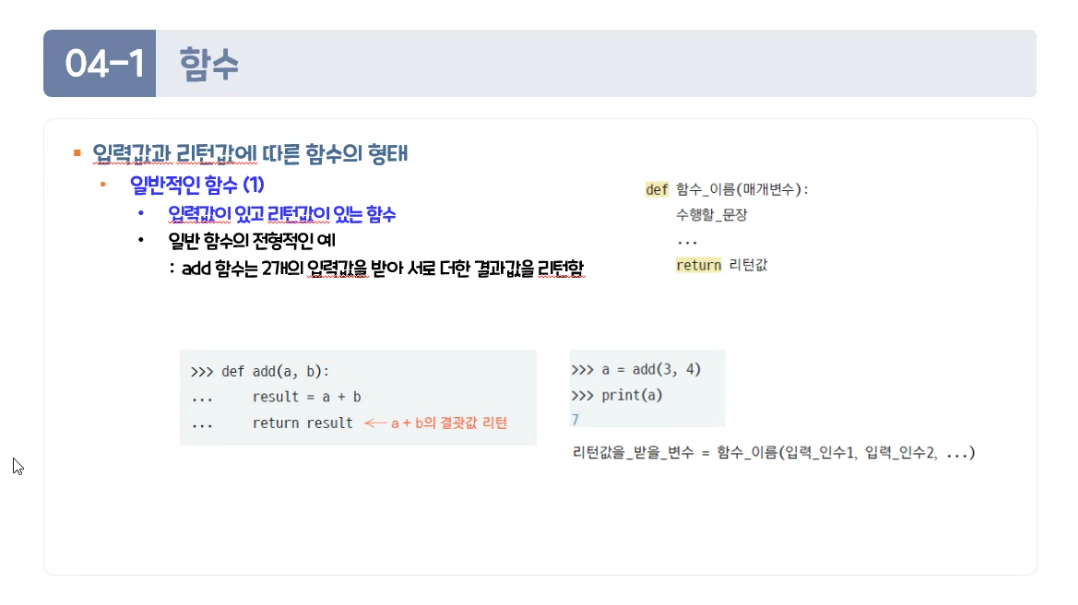 04-1 함수
입력값과 리턴값에 따른 함수의 형태
일반적인 함수 (1)
입력값이 있고 리턴값이 있는 함수
일반 함수의 전형적인 예
: add 함수는 2개의 입력값을 받아 서로 더한 결과값을 리턴함
def 함수_이름(매개변수):
수행할_문장
...
return 리턴값
>>> def add(a, b):
...     result = a + b
...     return result ← a + b의 결괏값 리턴
>>> a = add(3, 4)
>>> print(a)
7
리턴값을_받을_변수 = 함수_이름(입력_인수1, 입력_인수2, ...)